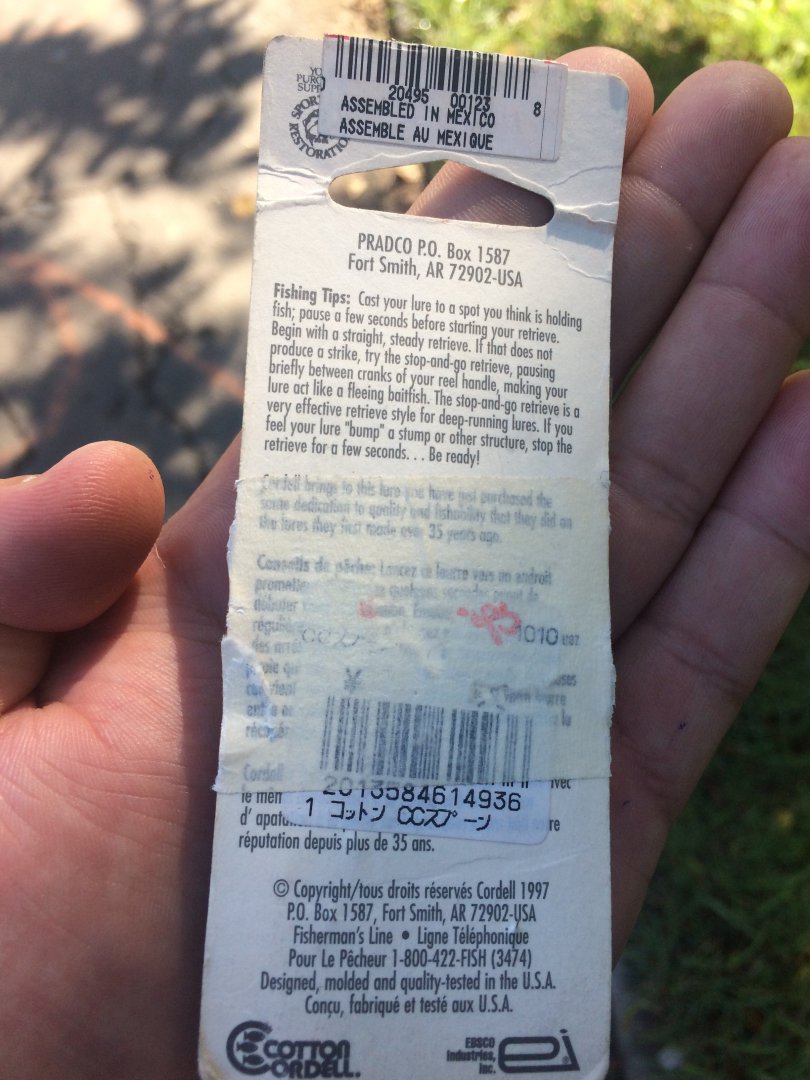 20495 00123 8
ASSEMBLED IN MEXICO
ASSEMBLE AU MEXIQUE
RESTORATION
PRADCO P.O. Box 1587
Fort Smith, AR 72902-USA
Fishing Tips: Cast your lure to a spot you think is holding
fish; pause a few seconds before starting your retrieve.
Begin with a straight, steady retrieve. If that does not
produce a strike, try the stop-and-go retrieve, pausing
briefly between cranks of your reel handle, making your
lure act like a fleeing baitfish. The stop-and-go retrieve is a
very effective retrieve style for deep-running lures. If you
feel your lure "bump" a stump or other structure, stop the
retrieve for a few seconds. . . Be ready!
Cordell brings to this lure you have just purchased the
same dedication to quality and fishability that they did on
the lures they first made over 35 years ago.
Conseils de pêche: Lancez ce leurre vers un endroit
quelques secondes avant de
1010
¥
Cordell
2013584614936
le
1 コットン CCスプーン
d'
réputation depuis plus de 35 ans.
© Copyright/tous droits réservés Cordell 1997
P.O. Box 1587, Fort Smith, AR 72902-USA
Fisherman's Line • Ligne Téléphonique
Pour Le Pêcheur 1-800-422-FISH (3474)
Designed, molded and quality-tested in the U.S.A.
Conçu, fabriqué et testé aux U.S.A.
COTTON CORDELL.
EBSCO Industries, Inc. ei